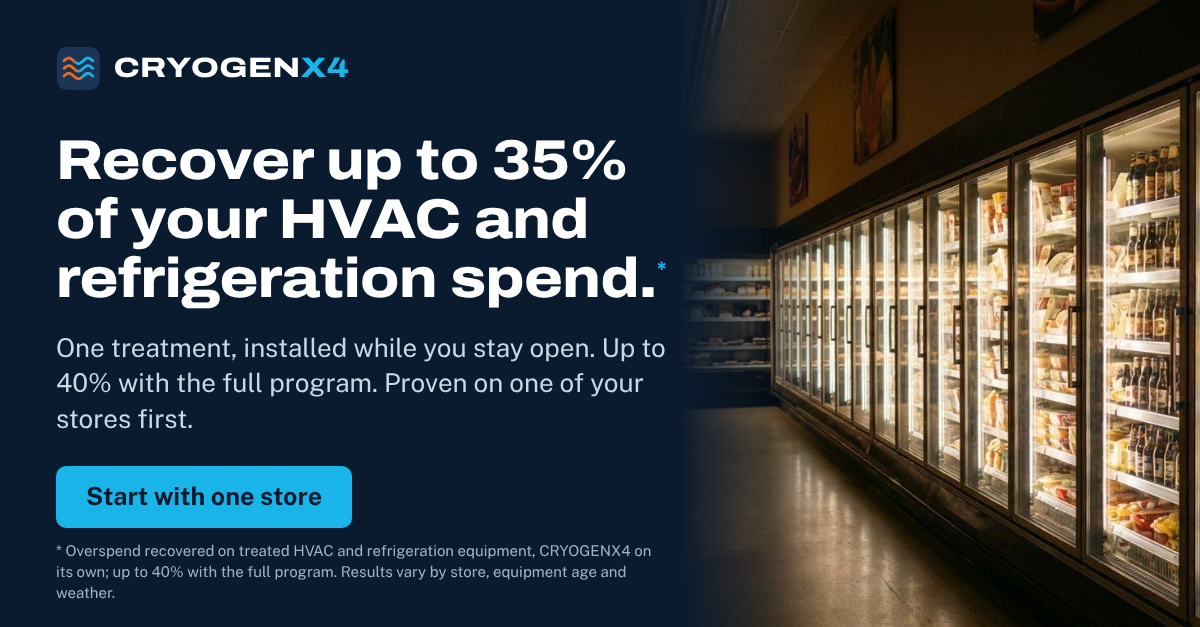 CRYOGENX4
Recover up to 35%
of your HVAC and
refrigeration spend.*
One treatment, installed while you stay open. Up to
40% with the full program. Proven on one of your
stores first.
Start with one store
* Overspend recovered on treated HVAC and refrigeration equipment, CRYOGENX4 on
its own; up to 40% with the full program. Results vary by store, equipment age and
weather.